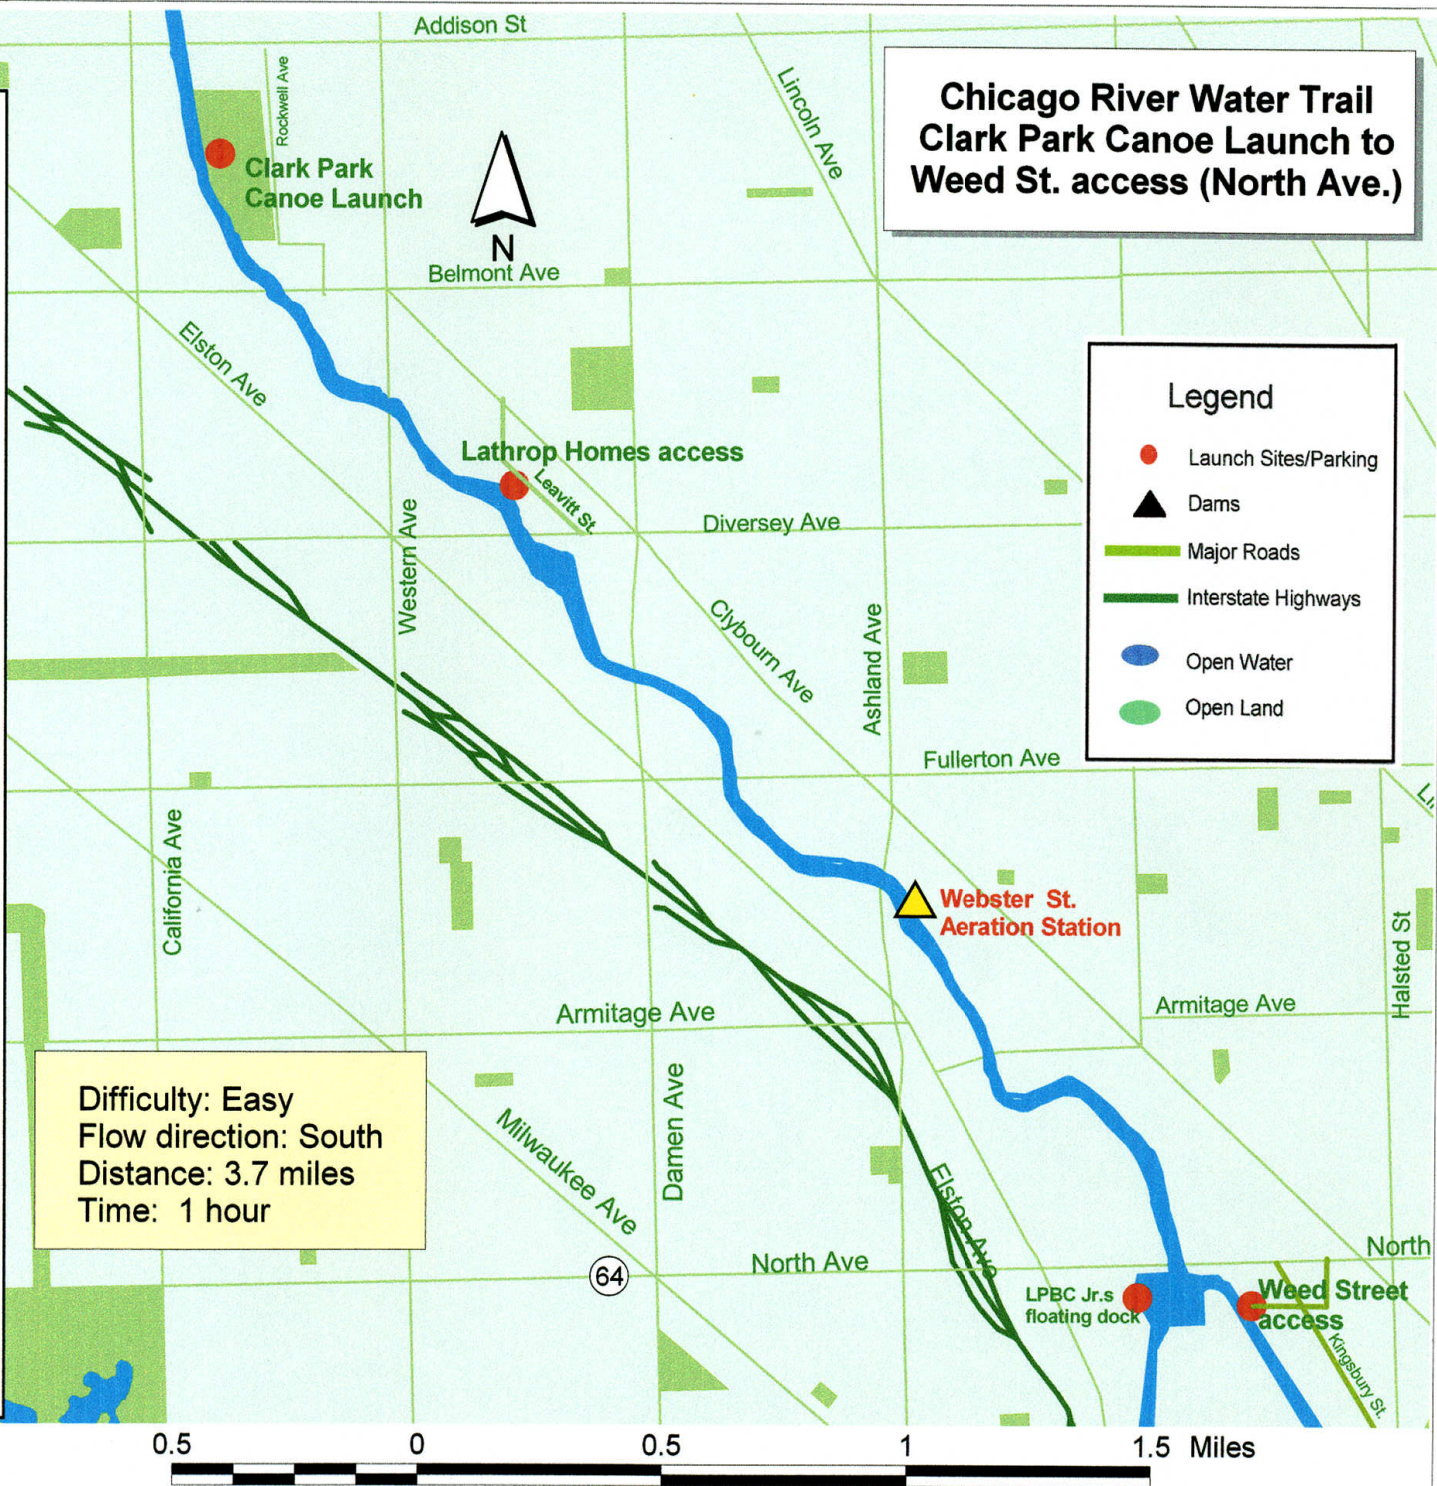 Addison St
Rockwell Ave
Lincoln Ave
Chicago River Water Trail
Clark Park Canoe Launch to
Weed St. access (North Ave.)
Clark Park
Canoe Launch
N
Belmont Ave
Elston Ave
Legend
Launch Sites/Parking
Dams
Major Roads
Interstate Highways
Open Water
Open Land
Lathrop Homes access
Leavitt St.
Western Ave
Diversey Ave
Clybourn Ave
Ashland Ave
Fullerton Ave
California Ave
Webster St.
Aeration Station
Halsted St
Armitage Ave
Armitage Ave
Difficulty: Easy
Flow direction: South
Distance: 3.7 miles
Time: 1 hour
Milwaukee Ave
Damen Ave
Elston Ave
64
North Ave
North
LPBC Jr.s
floating dock
Weed Street
access
Kingsbury St.
0.5 0 0.5 1 1.5 Miles